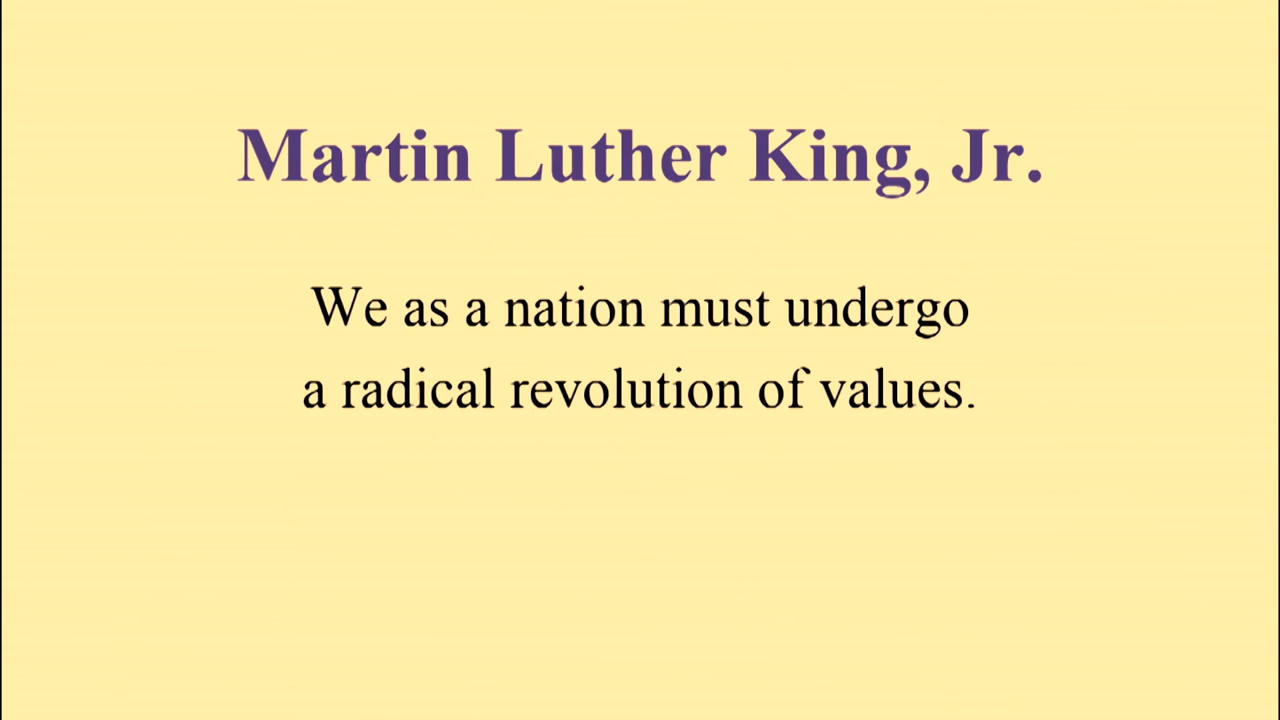 Martin Luther King, Jr.
We as a nation must undergo
a radical revolution of values.